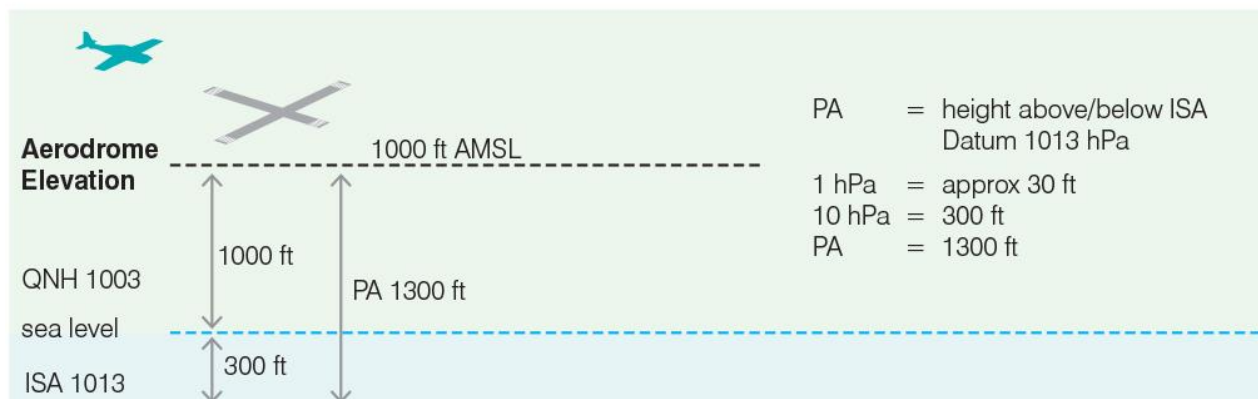 Aerodrome
Elevation
1000 ft AMSL
1000 ft
PA 1300 ft
QNH 1003
sea level
300 ft
ISA 1013
PA = height above/below ISA
Datum 1013 hPa
1 hPa = approx 30 ft
10 hPa = 300 ft
PA = 1300 ft